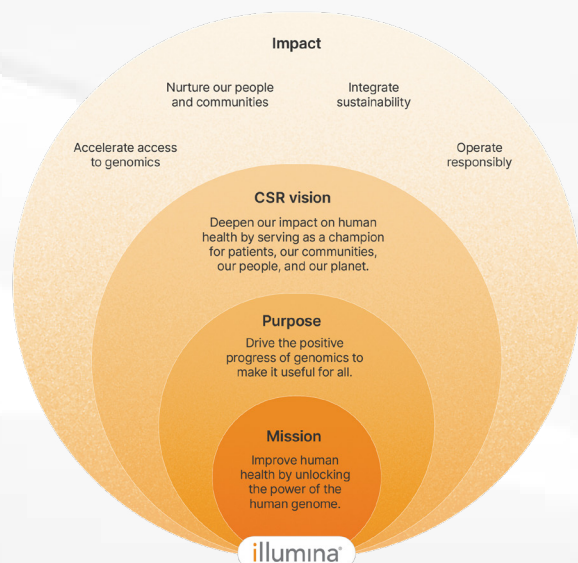 Impact
Nurture our people
and communities
Integrate
sustainability
Accelerate access
to genomics
Operate
responsibly
CSR vision
Deepen our impact on human
health by serving as a champion
for patients, our communities,
our people, and our planet.
Purpose
Drive the positive
progress of genomics to
make it useful for all.
Mission
Improve human
health by unlocking
the power of the
human genome.
illumina®